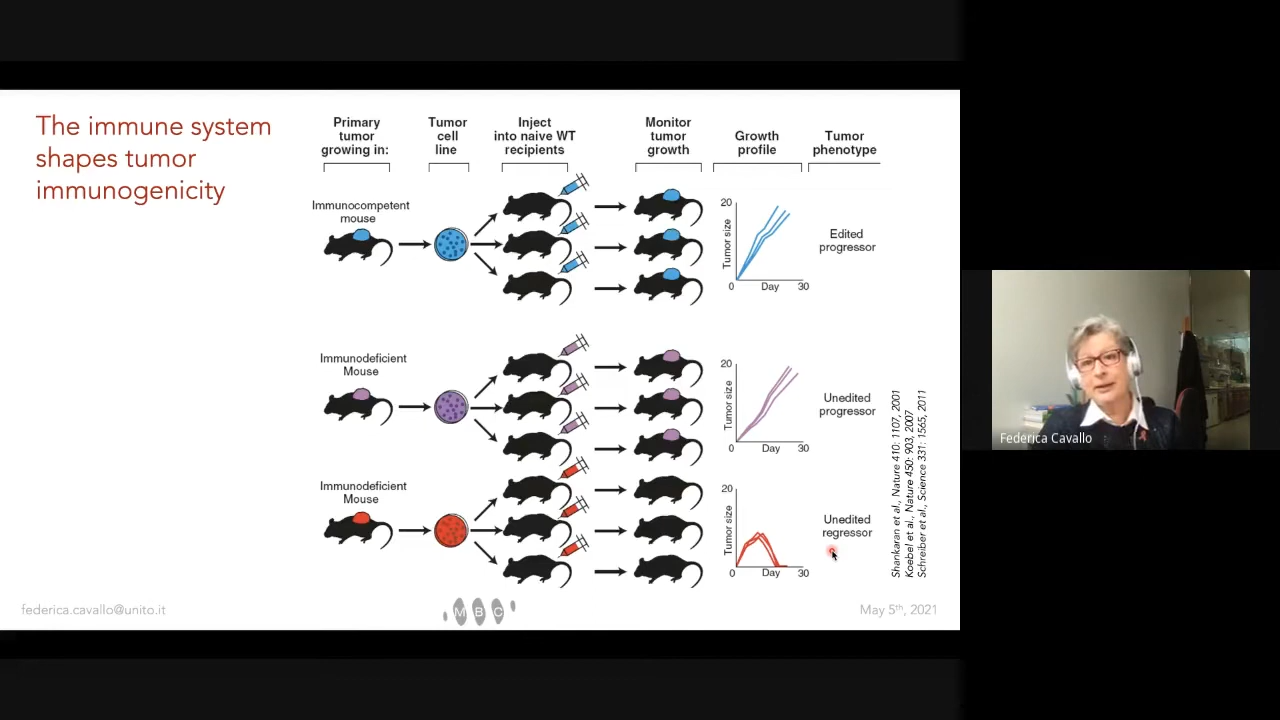 The immune system
shapes tumor
immunogenicity
Primary
tumor
growing in:
Tumor
cell
line
Inject
into naive WT
recipients
Monitor
tumor
growth
Growth
profile
Tumor
phenotype
Immunocompetent
mouse
20
Tumor size
0
Day
30
Edited
progressor
Immunodeficient
Mouse
20
Tumor size
0
Day
30
Unedited
progressor
Immunodeficient
Mouse
20
Tumor size
0
Day
30
Unedited
regressor
Shankaran et al., Nature 410: 1107, 2001
Koebel et al., Nature 450: 903, 2007
Schreiber et al., Science 331: 1565, 2011
federica.cavallo@unito.it
M B C
May 5th, 2021
Federica Cavallo